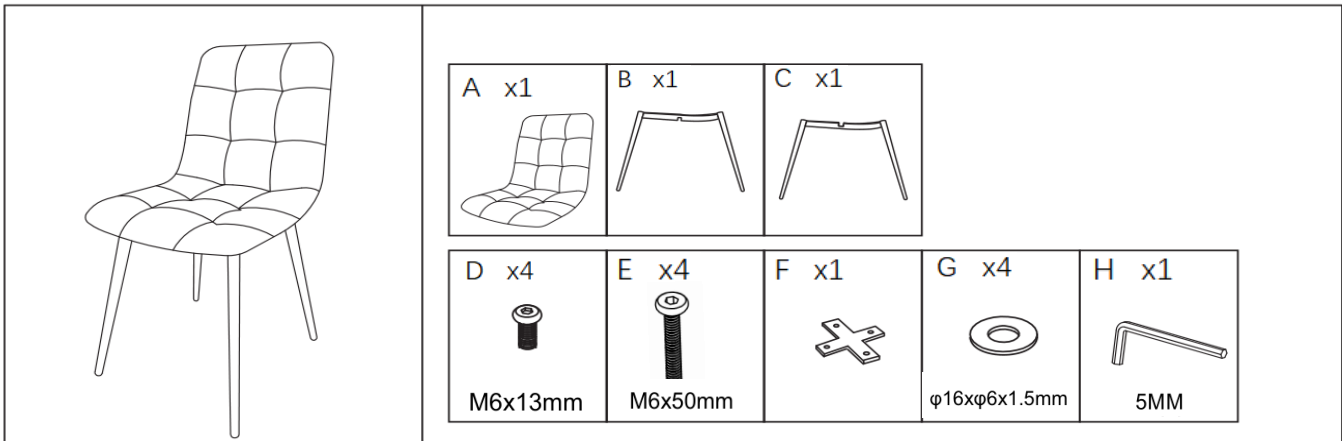 A x1
B x1
C x1
D x4
E x4
F x1
G x4
H x1
M6x13mm
M6x50mm
φ16xφ6x1.5mm
5MM